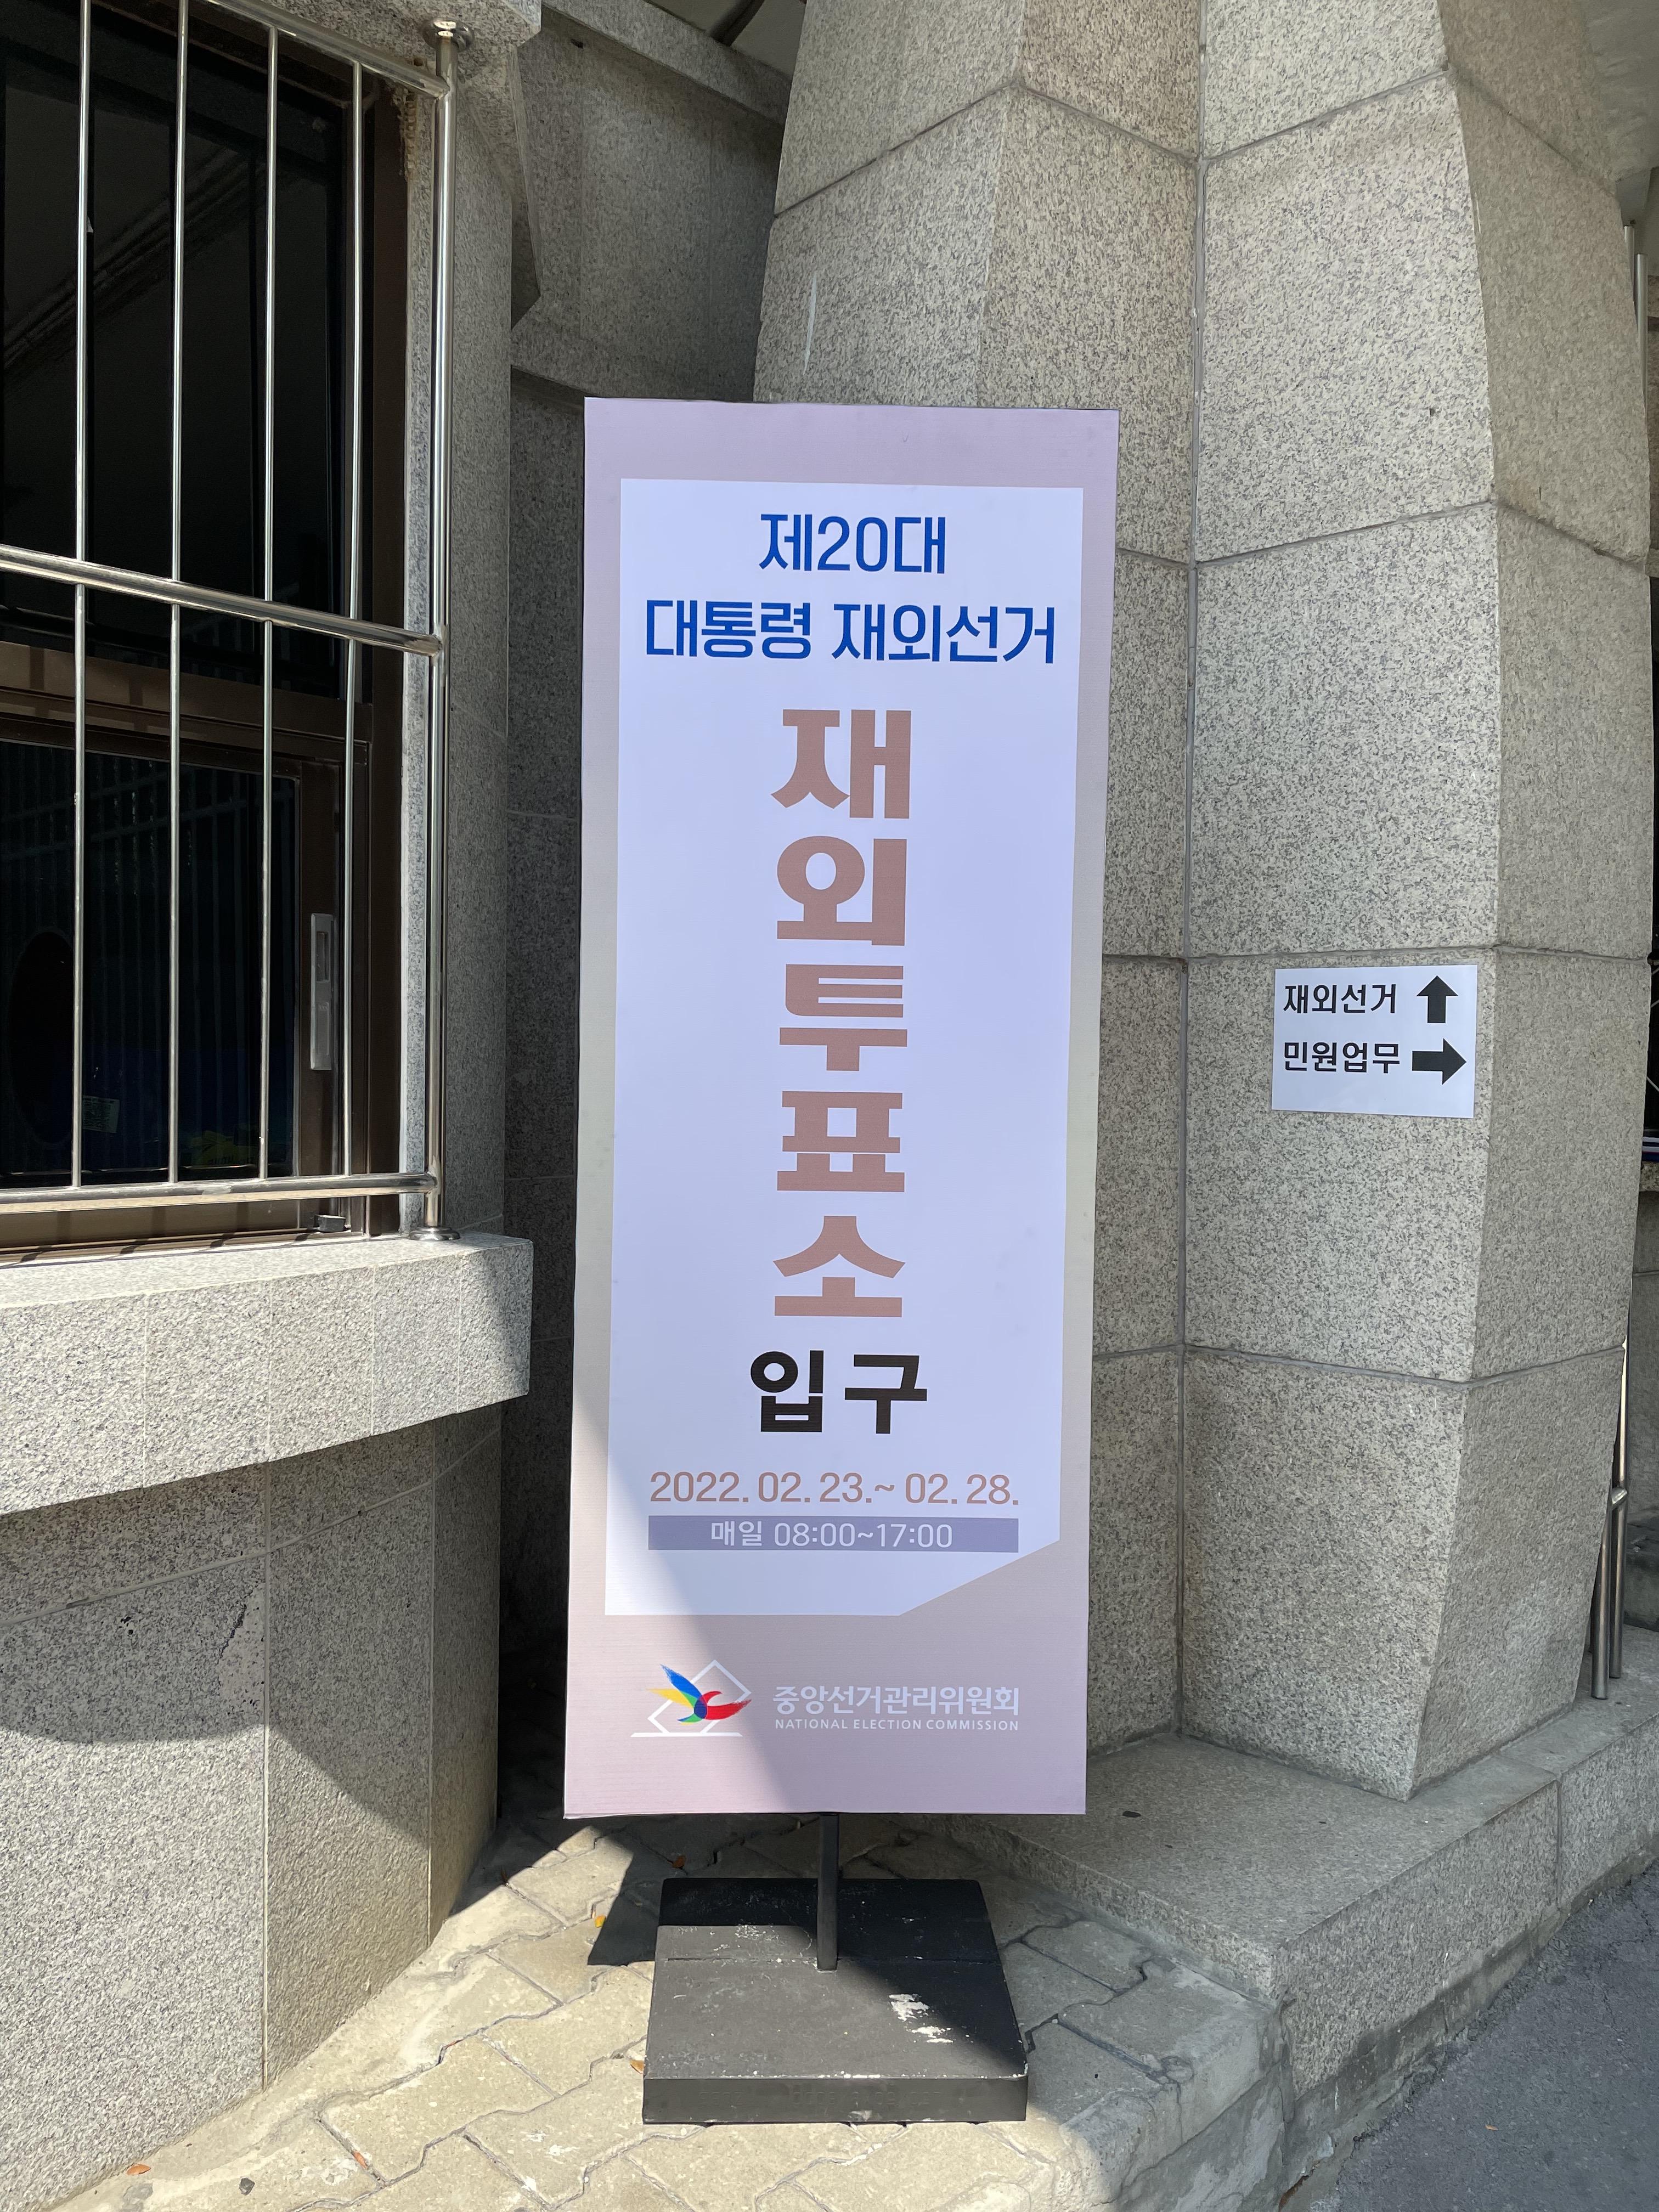 제20대
대통령 재외선거
재외투표소
입구
2022. 02. 23.~ 02. 28.
매일 08:00~17:00
중앙선거관리위원회
NATIONAL ELECTION COMMISSION
재외선거 ↑
민원업무 →